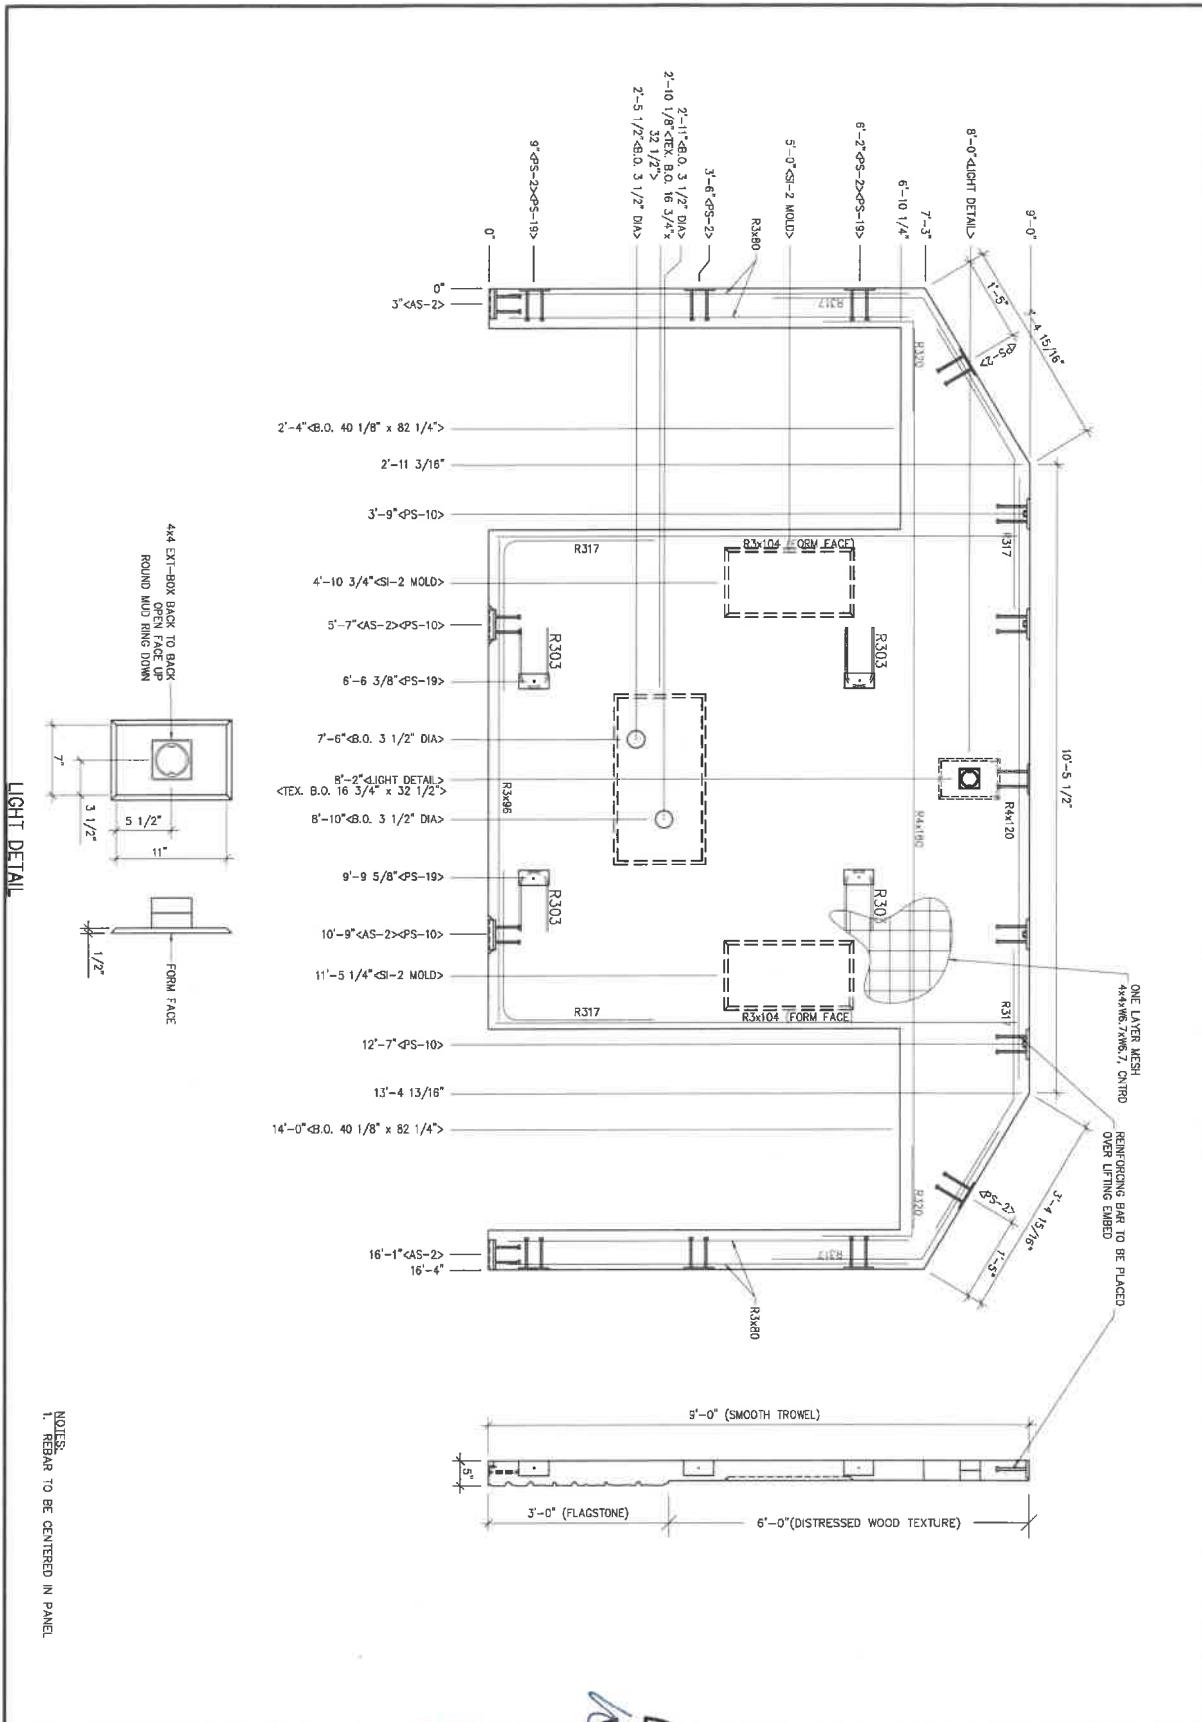 9'-0"
8'-0"<LIGHT DETAIL>
7'-3"
6'-10 1/4"
6'-2"<PS-2><PS-19>
5'-0"<SI-2 MOLD>
R3x80
3'-6"<PS-2>
2'-11"<B.O. 3 1/2" DIA>
2'-10 1/8"<TEX. B.O. 16 3/4"x
32 1/2">
2'-5 1/2"<B.O. 3 1/2" DIA>
9"<PS-2><PS-19>
0"
0"
3"<AS-2>
2'-4"<B.O. 40 1/8" x 82 1/4">
2'-11 3/16"
3'-9"<PS-10>
4'-10 3/4"<SI-2 MOLD>
5'-7"<AS-2><PS-10>
6'-6 3/8"<PS-19>
7'-6"<B.O. 3 1/2" DIA>
8'-2"<LIGHT DETAIL>
<TEX. B.O. 16 3/4" x 32 1/2">
8'-10"<B.O. 3 1/2" DIA>
9'-9 5/8"<PS-19>
10'-9"<AS-2><PS-10>
11'-5 1/4"<SI-2 MOLD>
12'-7"<PS-10>
13'-4 13/16"
14'-0"<B.O. 40 1/8" x 82 1/4">
16'-1"<AS-2>
16'-4"
1'-5"
4 15/16"
<PS-27
R317
R320
R317
R3x104 (FORM FACE)
R317
R303
R303
10'-5 1/2"
R4x120
R4x180
R3x96
R303
R303
R317
R3x104 (FORM FACE)
R317
R320
R317
<PS-27
3'-4 15/16"
1'-5"
R3x80
ONE LAYER MESH
4x4xW6.7xW6.7, CNTRD
REINFORCING BAR TO BE PLACED
OVER LIFTING EMBED
9'-0" (SMOOTH TROWEL)
5"
3'-0" (FLAGSTONE)
6'-0"(DISTRESSED WOOD TEXTURE)
4x4 EXT-BOX BACK TO BACK
OPEN FACE UP
ROUND MUD RING DOWN
7"
3 1/2"
5 1/2"
11"
1/2"
FORM FACE
LIGHT DETAIL
NOTES:
1. REBAR TO BE CENTERED IN PANEL